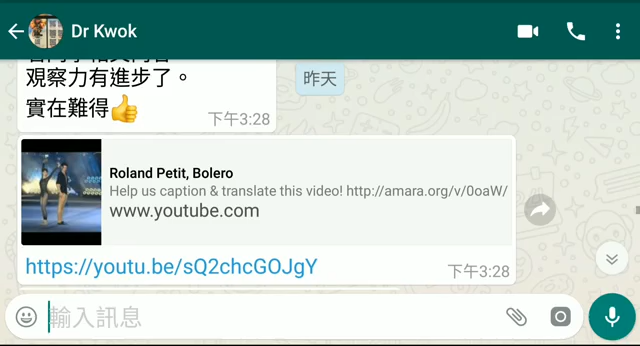 Dr Kwok
昨天
观察力有進步了。
實在難得👍
下午3:28
Roland Petit, Bolero
Help us caption & translate this video! http://amara.org/v/0oaW/
www.youtube.com
https://youtu.be/sQ2chcGOJgY
下午3:28
輸入訊息